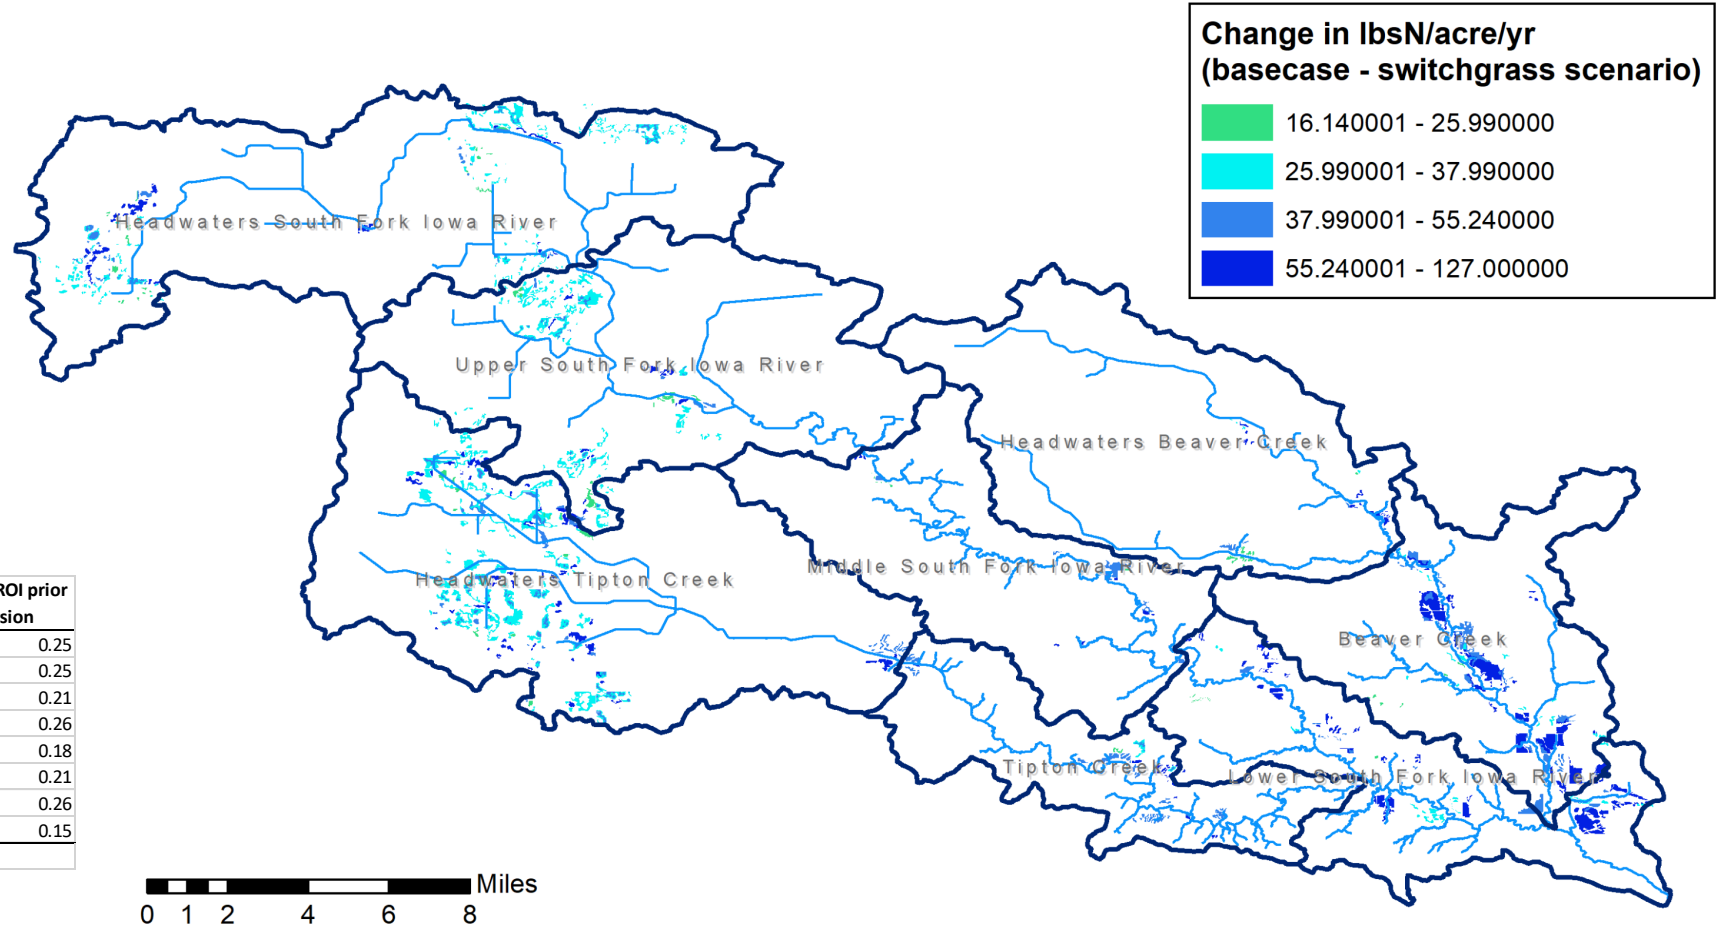 Change in lbsN/acre/yr
(basecase - switchgrass scenario)
16.140001 - 25.990000
25.990001 - 37.990000
37.990001 - 55.240000
55.240001 - 127.000000
Headwaters South Fork Iowa River
Upper South Fork Iowa River
Headwaters Beaver Creek
Middle South Fork Iowa River
Headwaters Tipton Creek
Beaver Creek
Tipton Creek
Lower South Fork Iowa River
ROI prior
sion
0.25
0.25
0.21
0.26
0.18
0.21
0.26
0.15
Miles
0 1 2 4 6 8